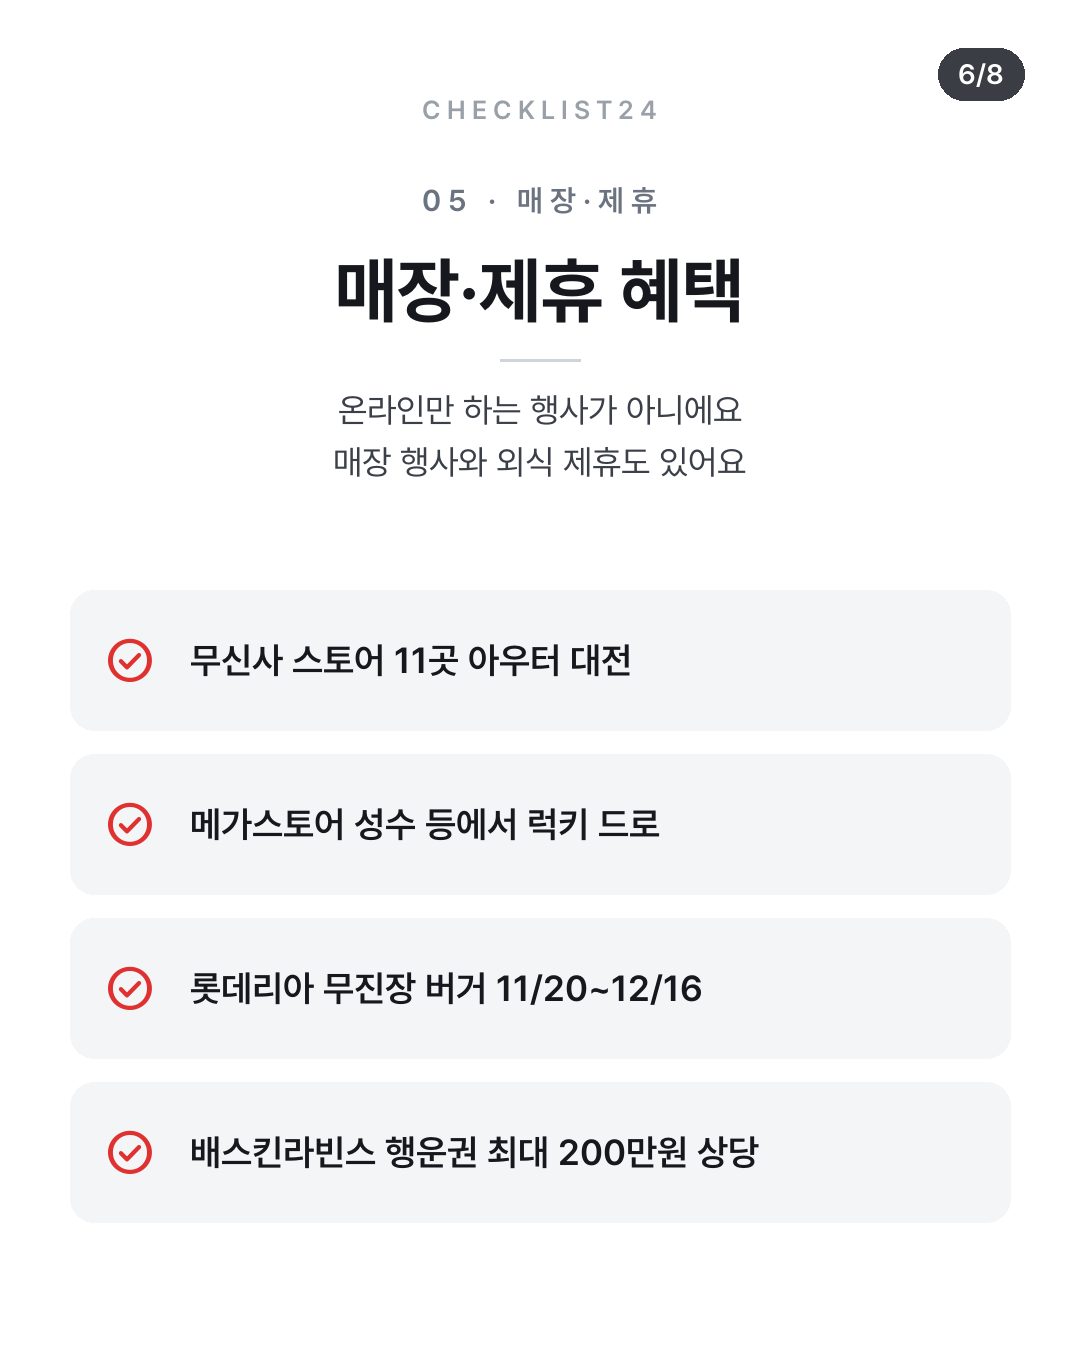 6/8
CHECKLIST24
05 · 매장·제휴
매장·제휴 혜택
온라인만 하는 행사가 아니에요
매장 행사와 외식 제휴도 있어요
무신사 스토어 11곳 아우터 대전
메가스토어 성수 등에서 럭키 드로
롯데리아 무진장 버거 11/20~12/16
배스킨라빈스 행운권 최대 200만원 상당